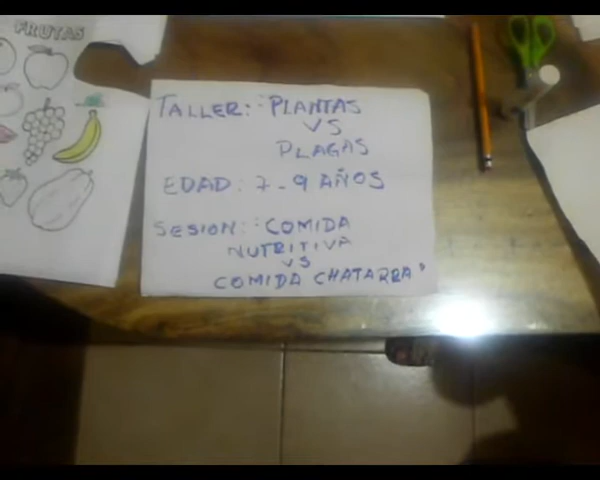 FRUTAS
TALLER: "PLANTAS
VS
PLAGAS
EDAD: 7-9 AÑOS
SESION: "COMIDA
NUTRITIVA
VS
COMIDA CHATARRA"